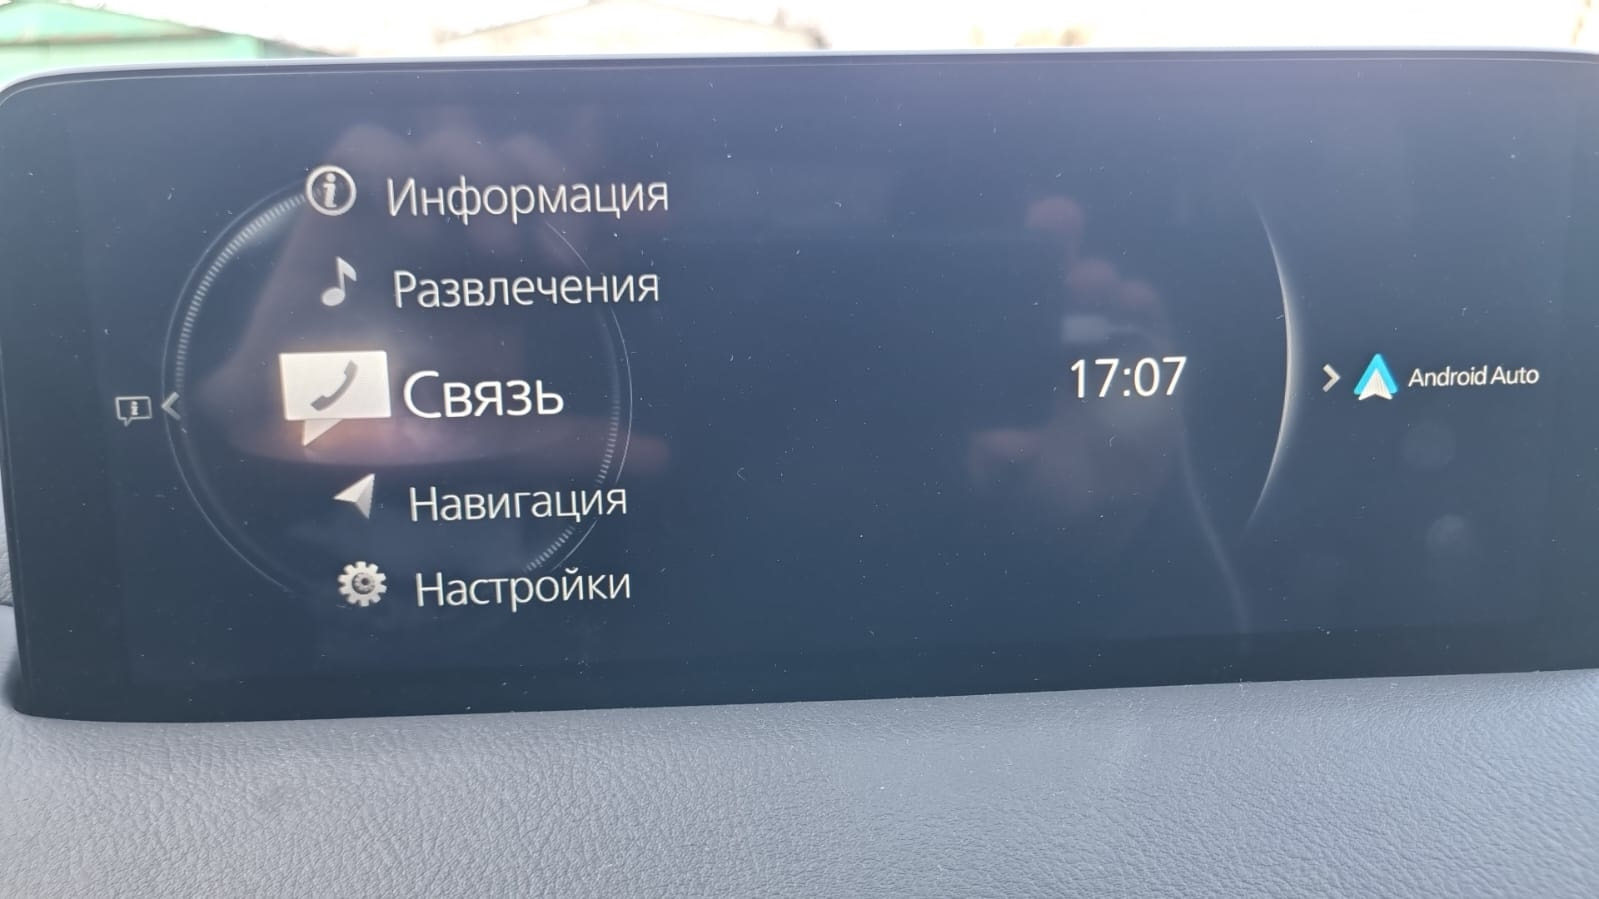 Информация
Развлечения
Связь
Навигация
Настройки
17:07
Android Auto